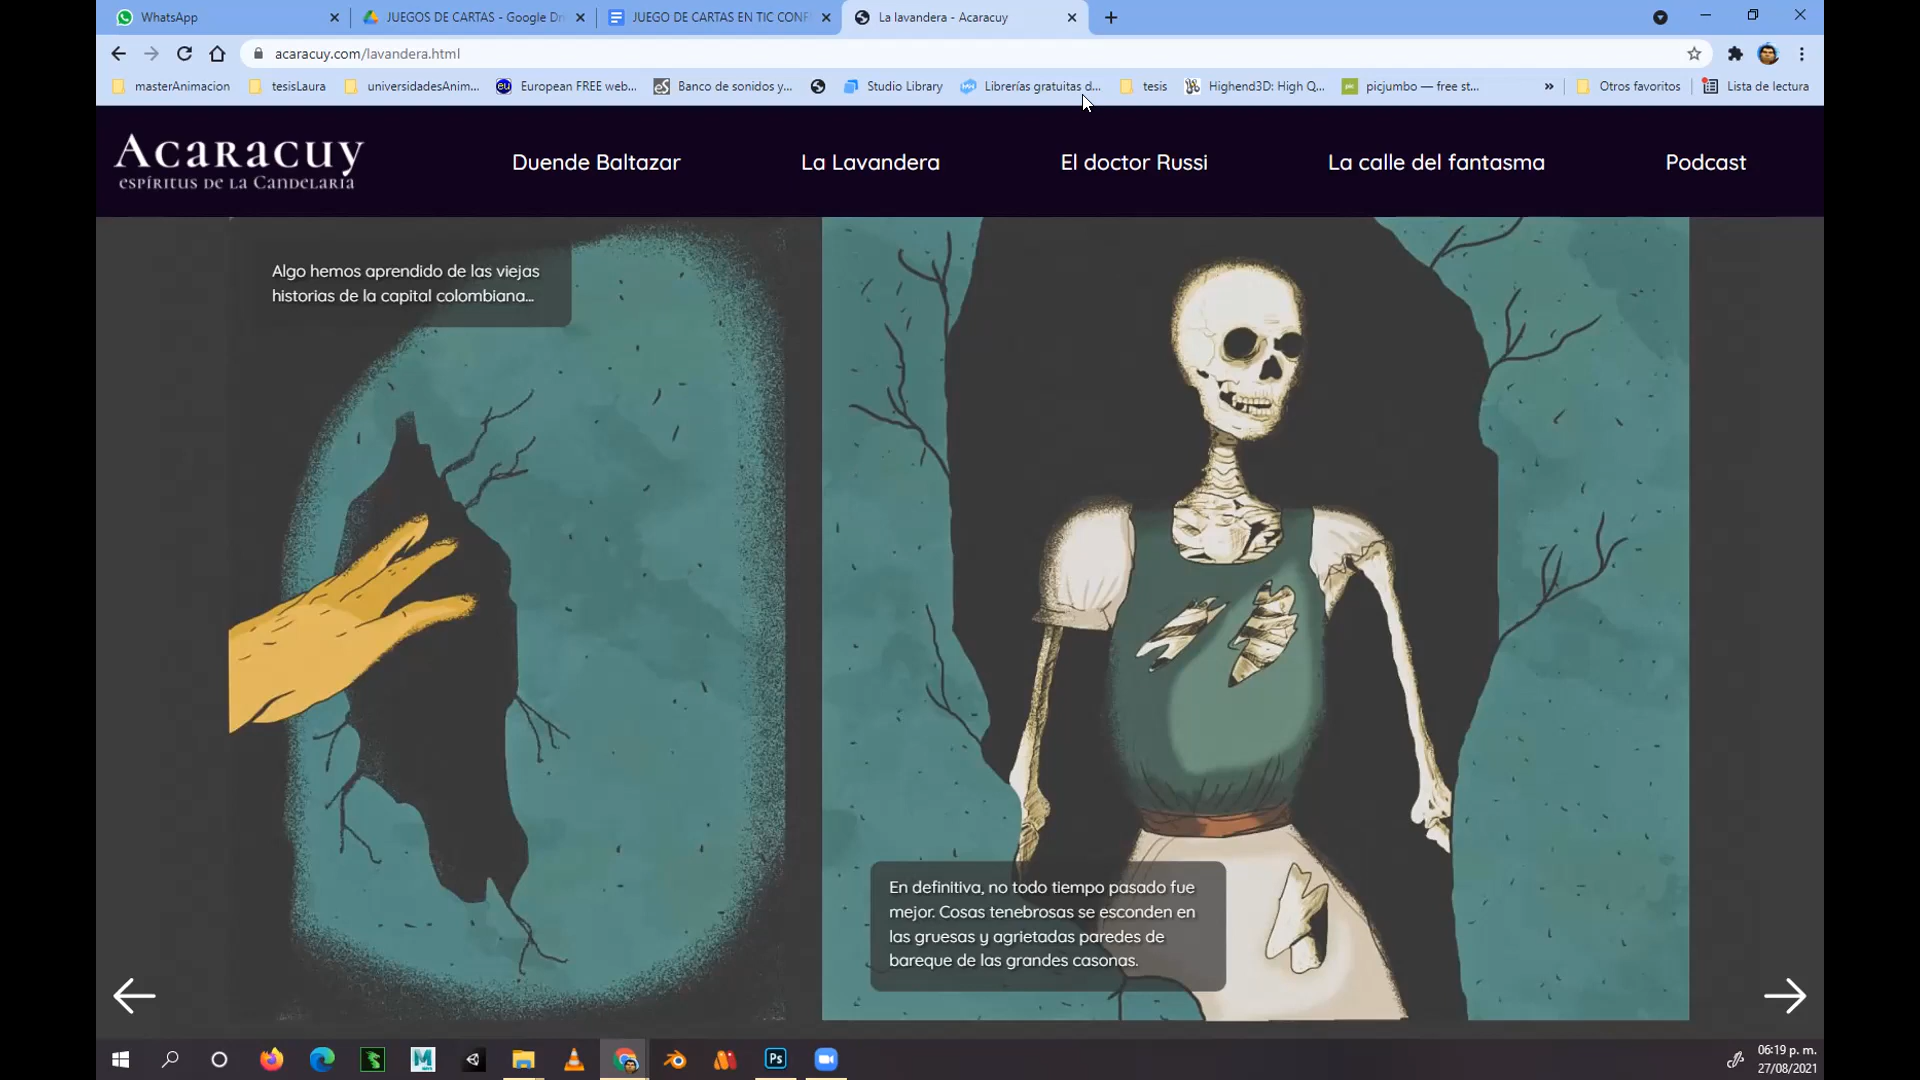 WhatsApp
JUEGOS DE CARTAS - Google Dri
JUEGO DE CARTAS EN TIC CONF
La lavandera - Acaracuy
acaracuy.com/lavandera.html
masterAnimacion
tesisLaura
universidadesAnim...
European FREE web...
Banco de sonidos y...
Studio Library
Librerías gratuitas d...
tesis
Highend3D: High Q...
picjumbo — free st...
»
Otros favoritos
Lista de lectura
Acaracuy
espíritus de la Candelaria
Duende Baltazar
La Lavandera
El doctor Russi
La calle del fantasma
Podcast
Algo hemos aprendido de las viejas
historias de la capital colombiana...
En definitiva, no todo tiempo pasado fue
mejor. Cosas tenebrosas se esconden en
las gruesas y agrietadas paredes de
bareque de las grandes casonas.
Ps
06:19 p. m.
27/08/2021